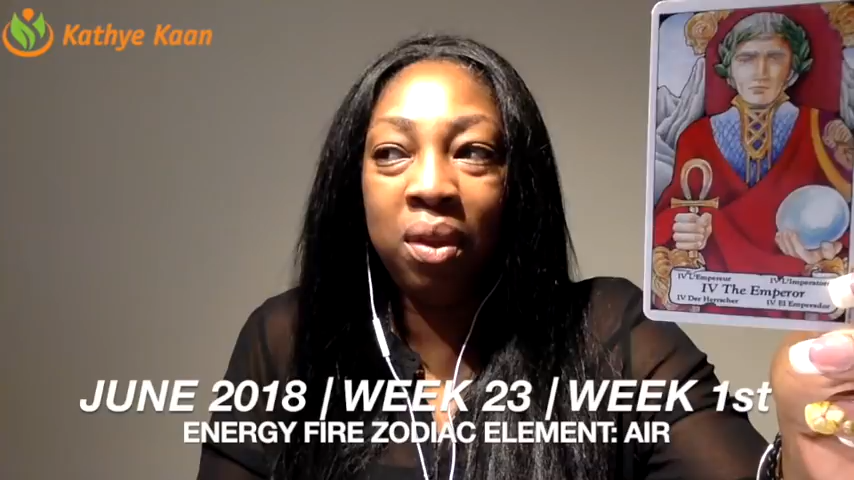 Kathye Kaan
IV L'Empereur IV L'Imperatore
IV The Emperor
IV Der Herrscher IV El Emperador
JUNE 2018 | WEEK 23 | WEEK 1st
ENERGY FIRE ZODIAC ELEMENT: AIR